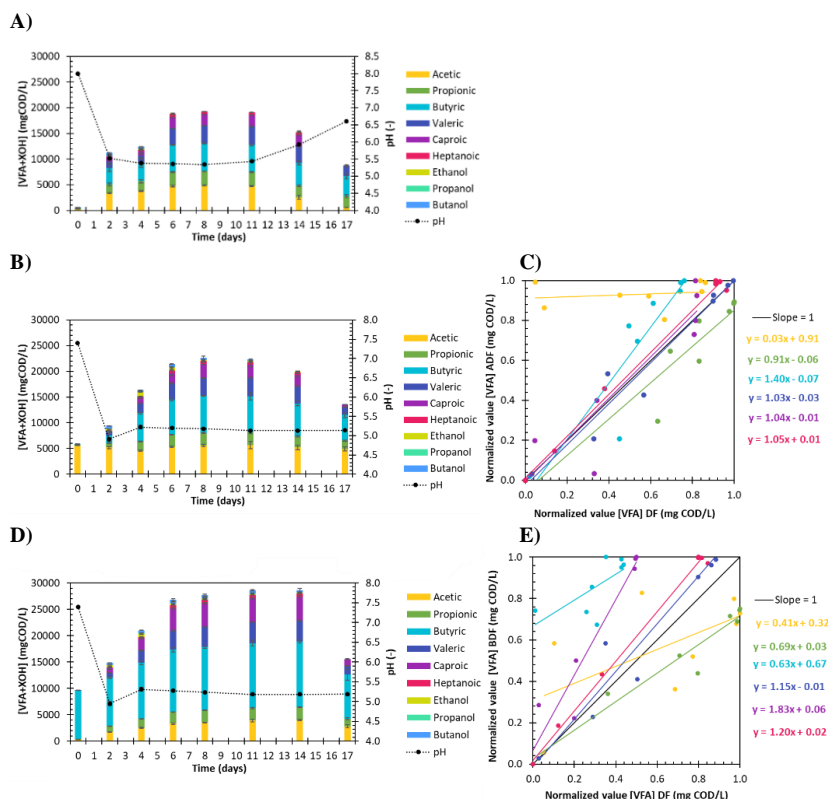 A)
[VFA+XOH] (mgCOD/L)
30000
25000
20000
15000
10000
5000
0
8.5
8.0
7.5
7.0
6.5
6.0
5.5
5.0
4.5
4.0
pH (-)
0 1 2 3 4 5 6 7 8 9 10 11 12 13 14 15 16 17
Time (days)
Acetic
Propionic
Butyric
Valeric
Caproic
Heptanoic
Ethanol
Propanol
Butanol
pH
B)
[VFA+XOH] (mgCOD/L)
30000
25000
20000
15000
10000
5000
0
8.0
7.5
7.0
6.5
6.0
5.5
5.0
4.5
4.0
pH (-)
0 1 2 3 4 5 6 7 8 9 10 11 12 13 14 15 16 17
Time (days)
Acetic
Propionic
Butyric
Valeric
Caproic
Heptanoic
Ethanol
Propanol
Butanol
pH
C)
Normalized value [VFA] ADF (mg COD/L)
1.0
0.8
0.6
0.4
0.2
0.0
0.0 0.2 0.4 0.6 0.8 1.0
Normalized value [VFA] DF (mg COD/L)
Slope = 1
y = 0.03x + 0.91
y = 0.91x - 0.06
y = 1.40x - 0.07
y = 1.03x - 0.03
y = 1.04x - 0.01
y = 1.05x + 0.01
D)
[VFA+XOH] (mgCOD/L)
30000
25000
20000
15000
10000
5000
0
8.0
7.5
7.0
6.5
6.0
5.5
5.0
4.5
4.0
pH (-)
0 1 2 3 4 5 6 7 8 9 10 11 12 13 14 15 16 17
Time (days)
Acetic
Propionic
Butyric
Valeric
Caproic
Heptanoic
Ethanol
Propanol
Butanol
pH
E)
Normalized value [VFA] BDF (mg COD/L)
1.0
0.8
0.6
0.4
0.2
0.0
0.0 0.2 0.4 0.6 0.8 1.0
Normalized value [VFA] DF (mg COD/L)
Slope = 1
y = 0.41x + 0.32
y = 0.69x + 0.03
y = 0.63x + 0.67
y = 1.15x - 0.01
y = 1.83x + 0.06
y = 1.20x + 0.02